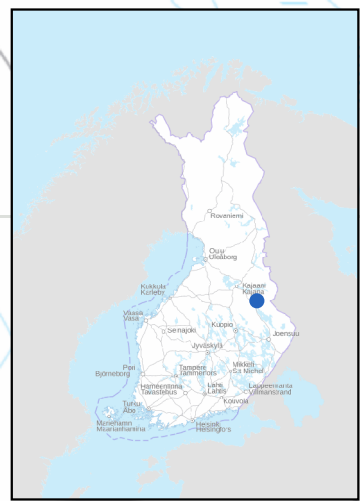 Rovaniemi
Oulu
Uleåborg
Kajaani
Kajana
Kokkola
Karleby
Vaasa
Vasa
Seinäjoki
Kuopio
Joensuu
Jyväskylä
Pori
Björneborg
Tampere
Tammerfors
Mikkeli
S:t Michel
Hämeenlinna
Tavastehus
Lahti
Lahtis
Lappeenranta
Villmanstrand
Kouvola
Turku
Åbo
Helsinki
Helsingfors
Mariehamn
Maarianhamina